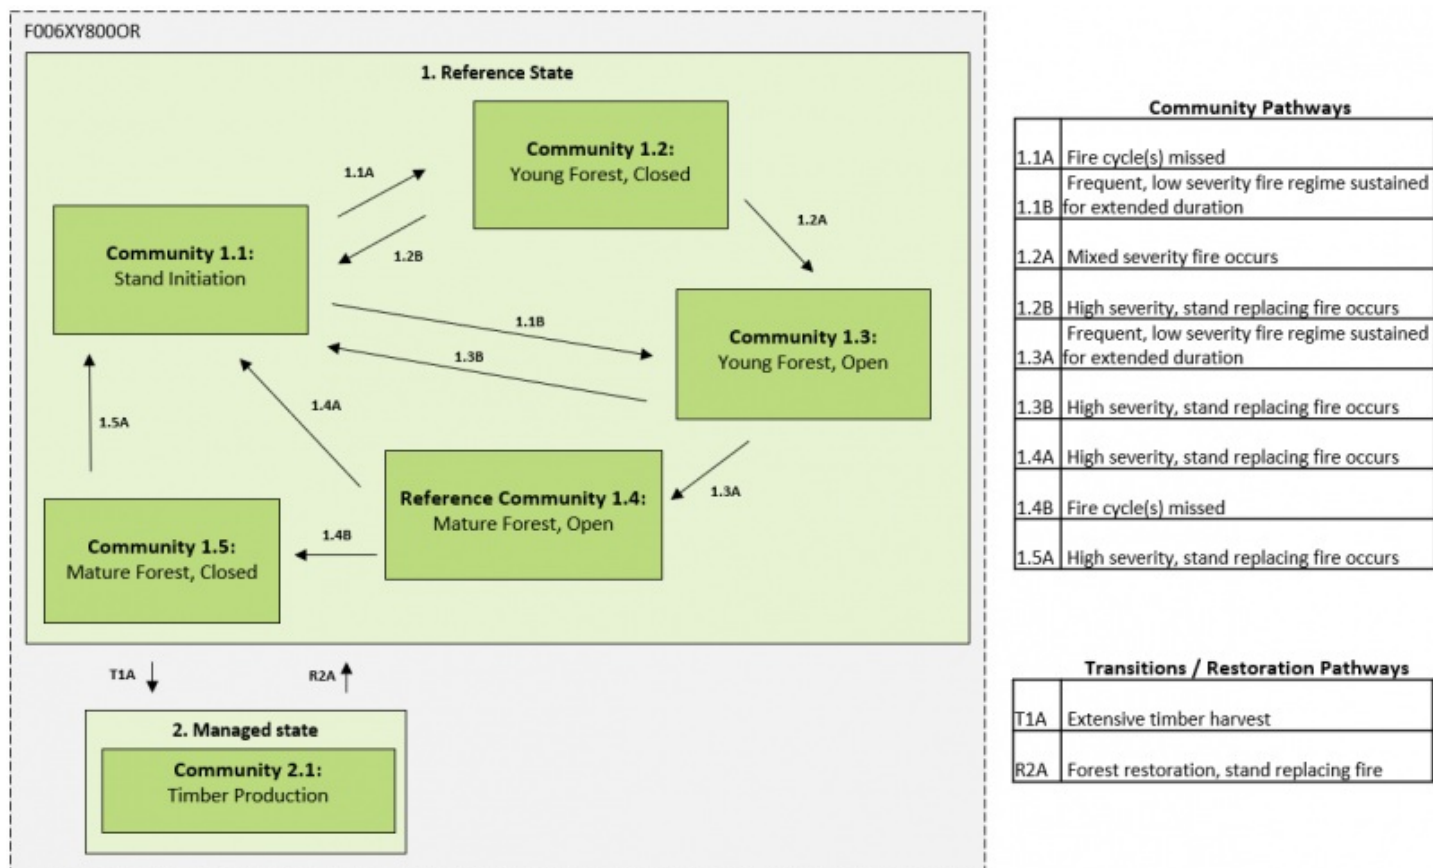 F006XY800OR
1. Reference State
Community 1.2:
Young Forest, Closed
1.1A
1.2A
1.2B
Community 1.1:
Stand Initiation
1.1B
1.3B
Community 1.3:
Young Forest, Open
1.4A
1.5A
1.3A
Reference Community 1.4:
Mature Forest, Open
1.4B
Community 1.5:
Mature Forest, Closed
T1A
R2A
2. Managed state
Community 2.1:
Timber Production
Community Pathways
1.1A Fire cycle(s) missed
Frequent, low severity fire regime sustained
1.1B for extended duration
1.2A Mixed severity fire occurs
1.2B High severity, stand replacing fire occurs
Frequent, low severity fire regime sustained
1.3A for extended duration
1.3B High severity, stand replacing fire occurs
1.4A High severity, stand replacing fire occurs
1.4B Fire cycle(s) missed
1.5A High severity, stand replacing fire occurs
Transitions / Restoration Pathways
T1A Extensive timber harvest
R2A Forest restoration, stand replacing fire